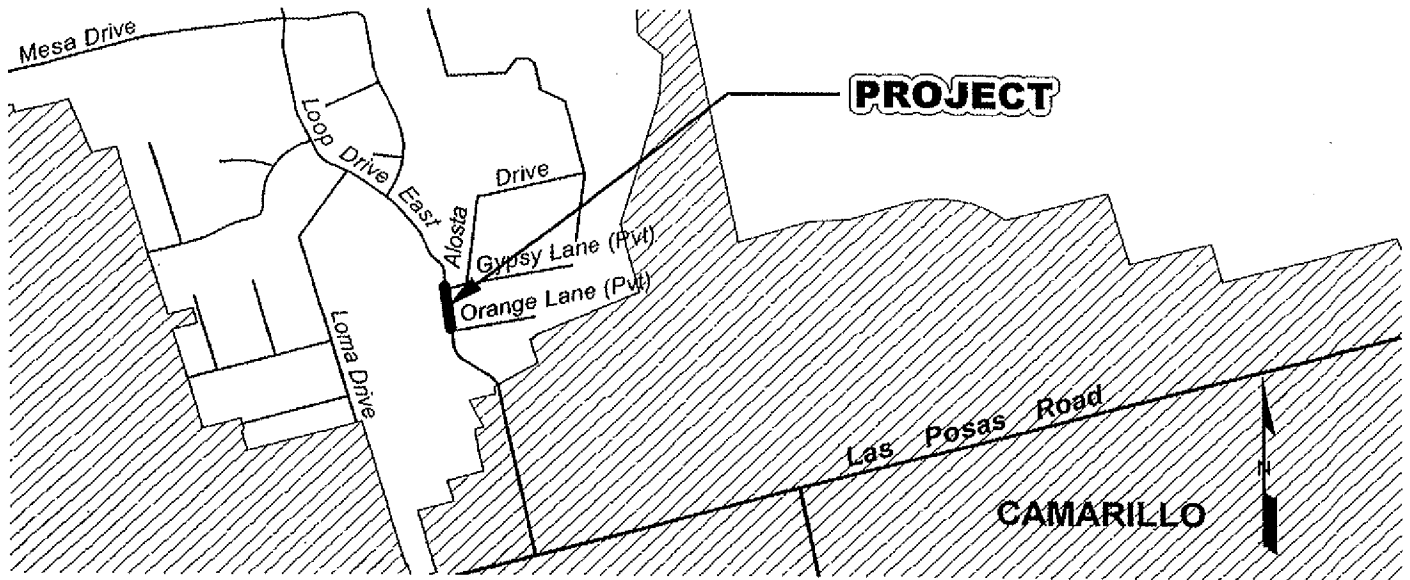 Mesa Drive
PROJECT
Loop Drive East
Drive
Alosta
Gypsy Lane (Pvt)
Orange Lane (Pvt)
Loma Drive
Las Posas Road
CAMARILLO
N